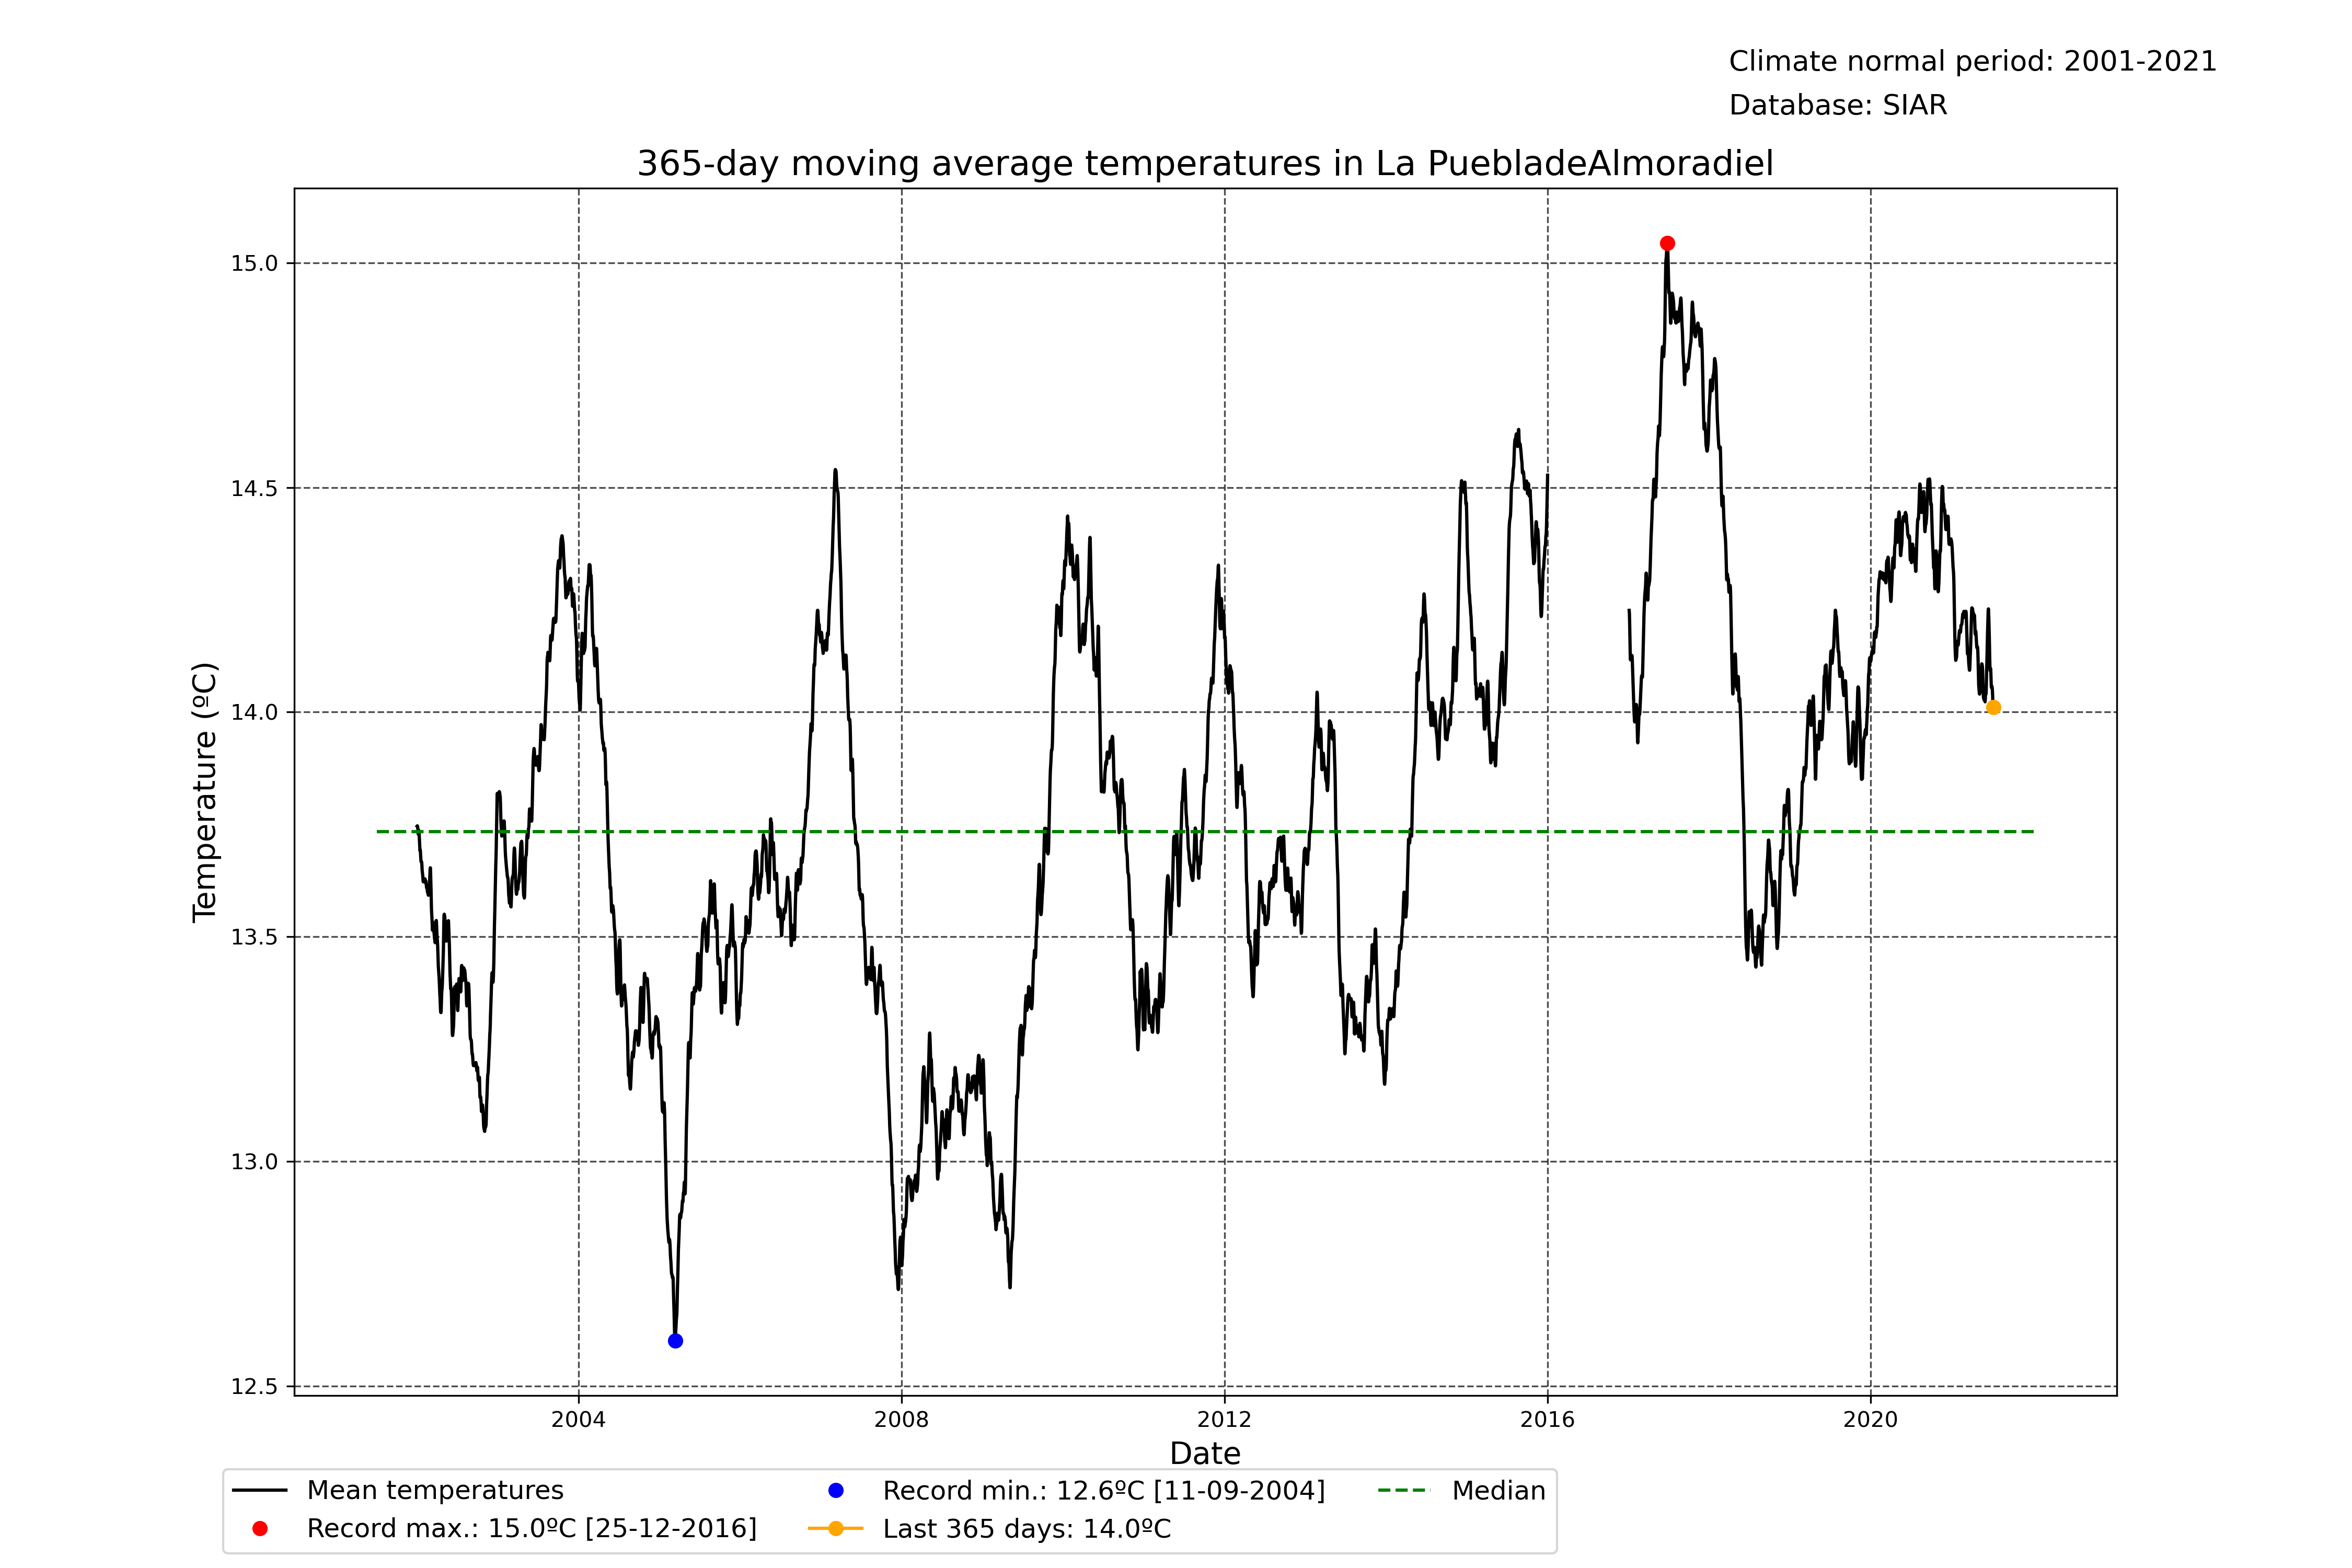 Climate normal period: 2001-2021
Database: SIAR
365-day moving average temperatures in La PuebladeAlmoradiel
Temperature (ºC)
15.0
14.5
14.0
13.5
13.0
12.5
2004 2008 2012 2016 2020
Date
Mean temperatures
Record max.: 15.0ºC [25-12-2016]
Record min.: 12.6ºC [11-09-2004]
Last 365 days: 14.0ºC
Median